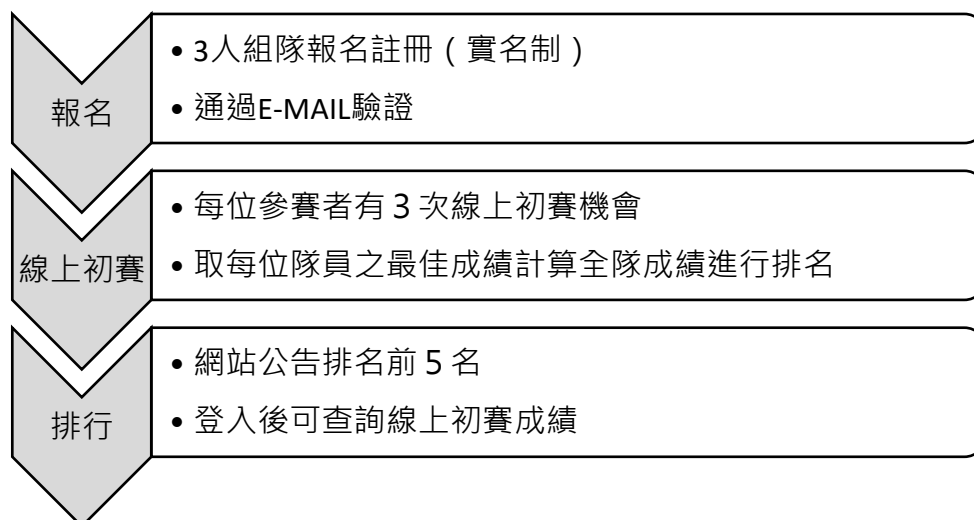 報名
• 3人組隊報名註冊（實名制）
• 通過E-MAIL驗證
線上初賽
• 每位參賽者有 3 次線上初賽機會
• 取每位隊員之最佳成績計算全隊成績進行排名
排行
• 網站公告排名前 5 名
• 登入後可查詢線上初賽成績